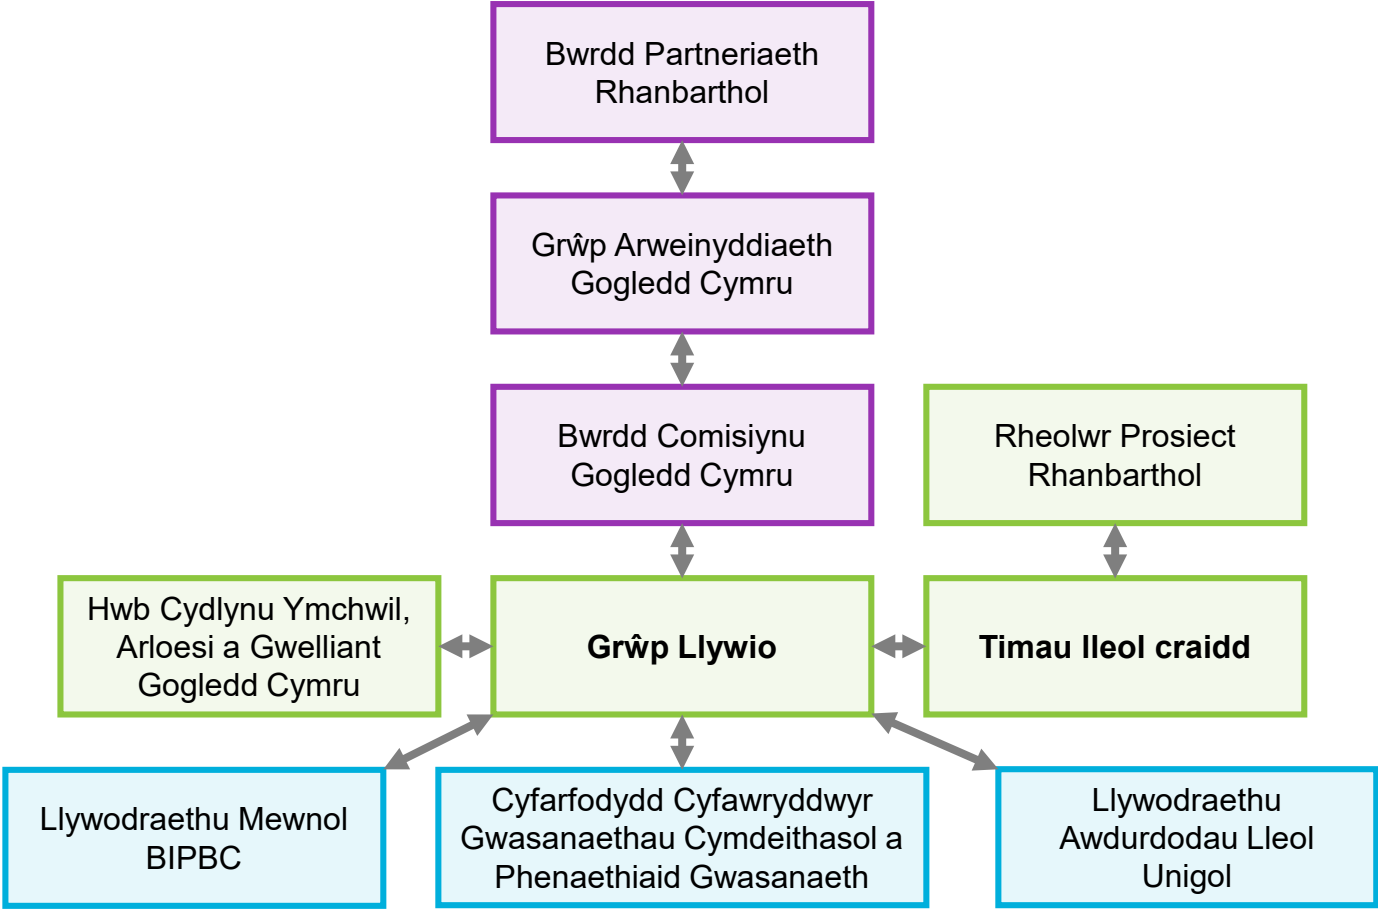 Bwrdd Partneriaeth
Rhanbarthol
Grŵp Arweinyddiaeth
Gogledd Cymru
Bwrdd Comisiynu
Gogledd Cymru
Rheolwr Prosiect
Rhanbarthol
Hwb Cydlynu Ymchwil,
Arloesi a Gwelliant
Gogledd Cymru
Grŵp Llywio
Timau lleol craidd
Llywodraethu Mewnol
BIPBC
Cyfarfodydd Cyfawryddwyr
Gwasanaethau Cymdeithasol a
Phenaethiaid Gwasanaeth
Llywodraethu
Awdurdodau Lleol
Unigol